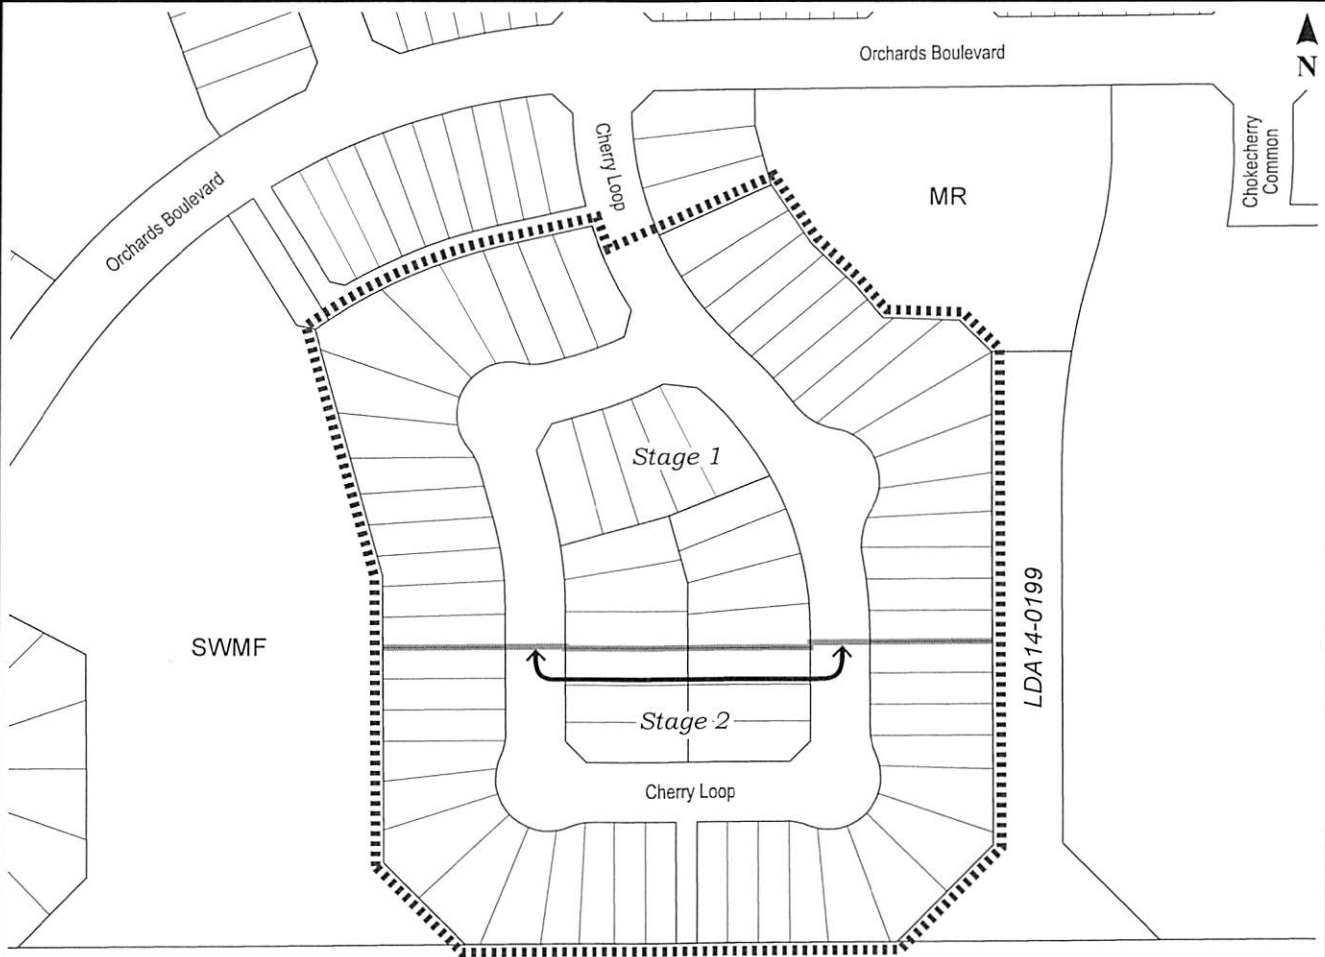 Orchards Boulevard
N
Cherry Loop
Chokecherry
Common
MR
Orchards Boulevard
Stage 1
LDA14-0199
SWMF
Stage 2
Cherry Loop